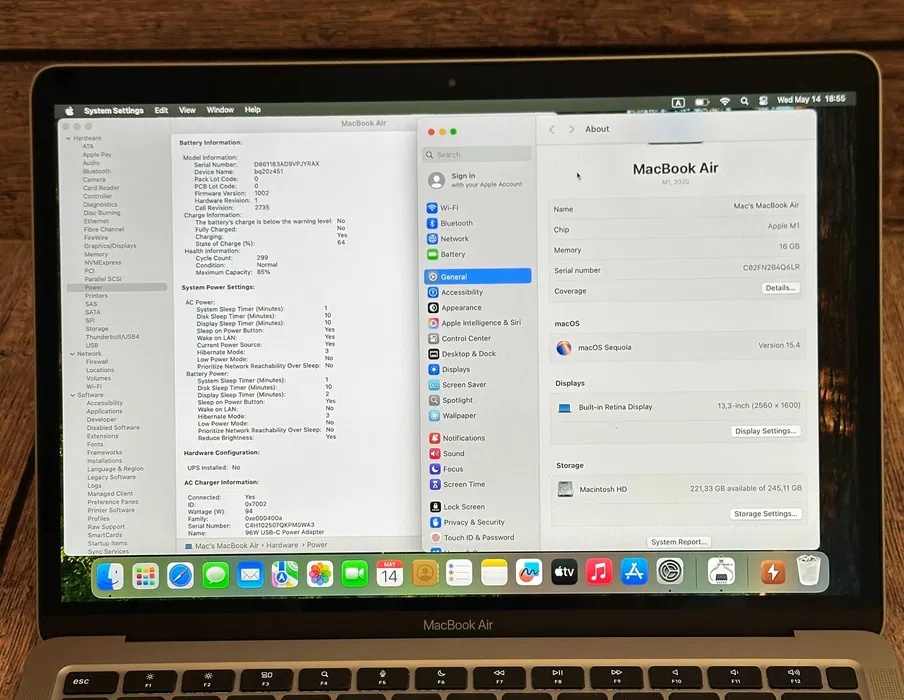 System Settings Edit View Window Help
A Wed May 14 18:55
MacBook Air
Hardware
ATA
Apple Pay
Audio
Bluetooth
Camera
Card Reader
Controller
Diagnostics
Disc Burning
Ethernet
Fibre Channel
FireWire
Graphics/Displays
Memory
NVMExpress
PCI
Parallel SCSI
Power
Printers
SAS
SATA
SPI
Storage
Thunderbolt/USB4
USB
Network
Firewall
Locations
Volumes
Wi-Fi
Software
Accessibility
Applications
Developer
Disabled Software
Extensions
Fonts
Frameworks
Installations
Language & Region
Legacy Software
Logs
Managed Client
Preference Panes
Printer Software
Profiles
Raw Support
SmartCards
Startup Items
Sync Services
Battery Information:
Model Information:
Serial Number: D861183AD9VPJYRAX
Device Name: bq20z451
Pack Lot Code: 0
PCB Lot Code: 0
Firmware Version: 1002
Hardware Revision: 1
Cell Revision: 2735
Charge Information:
The battery's charge is below the warning level: No
Fully Charged: No
Charging: Yes
State of Charge (%): 64
Health Information:
Cycle Count: 299
Condition: Normal
Maximum Capacity: 85%
System Power Settings:
AC Power:
System Sleep Timer (Minutes): 1
Disk Sleep Timer (Minutes): 10
Display Sleep Timer (Minutes): 10
Sleep on Power Button: Yes
Wake on LAN: Yes
Current Power Source: Yes
Hibernate Mode: 3
Low Power Mode: No
Prioritize Network Reachability Over Sleep: No
Battery Power:
System Sleep Timer (Minutes): 1
Disk Sleep Timer (Minutes): 10
Display Sleep Timer (Minutes): 2
Sleep on Power Button: Yes
Wake on LAN: No
Hibernate Mode: 3
Low Power Mode: No
Prioritize Network Reachability Over Sleep: No
Reduce Brightness: Yes
Hardware Configuration:
UPS Installed: No
AC Charger Information:
Connected: Yes
ID: 0x7002
Wattage (W): 94
Family: 0xe000400a
Serial Number: C4H102507QKPM0WA3
Name: 96W USB-C Power Adapter
Mac's MacBook Air › Hardware › Power
Search
Sign in
with your Apple Account
Wi-Fi
Bluetooth
Network
Battery
General
Accessibility
Appearance
Apple Intelligence & Siri
Control Center
Desktop & Dock
Displays
Screen Saver
Spotlight
Wallpaper
Notifications
Sound
Focus
Screen Time
Lock Screen
Privacy & Security
Touch ID & Password
About
MacBook Air
M1, 2020
Name Mac's MacBook Air
Chip Apple M1
Memory 16 GB
Serial number C02FN2B4Q6LR
Coverage Details...
macOS
macOS Sequoia Version 15.4
Displays
Built-in Retina Display 13,3-inch (2560 × 1600)
Display Settings...
Storage
Macintosh HD 221,33 GB available of 245,11 GB
Storage Settings...
System Report...
MAY
14
tv
MacBook Air
esc F1 F2 F3 F4 F5 F6 F7 F8 F9 F10 F11 F12